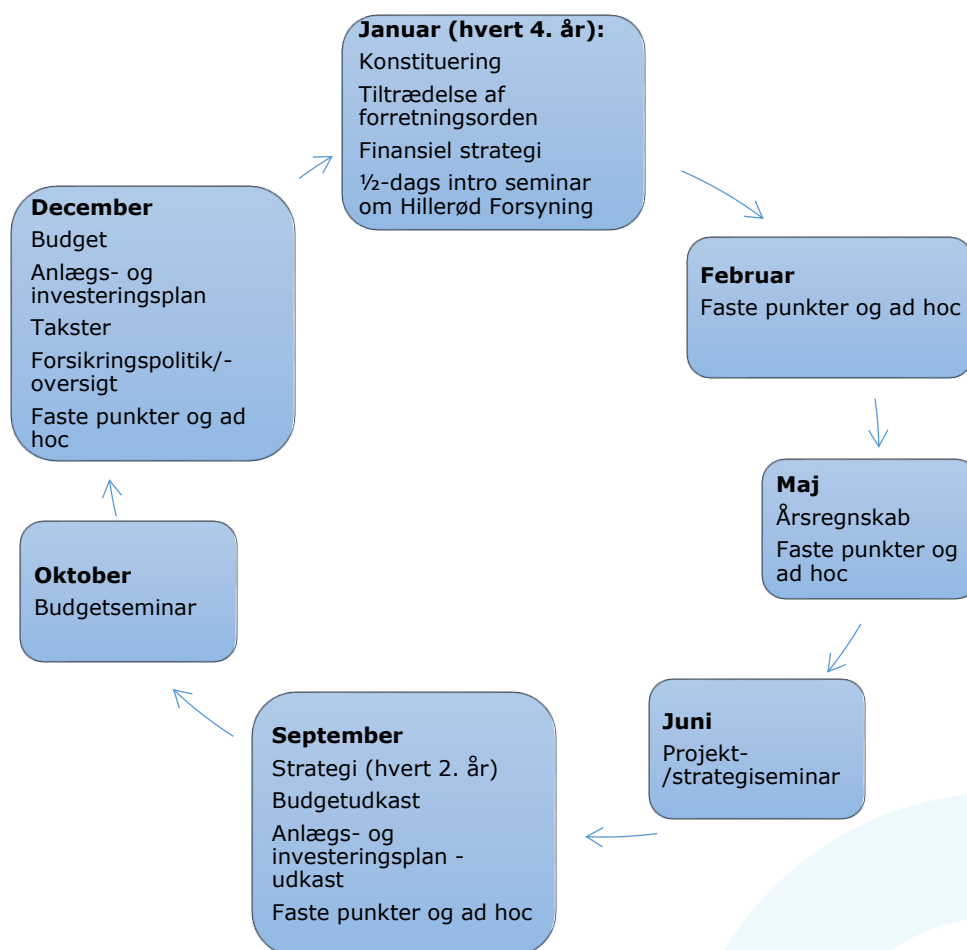 Januar (hvert 4. år):
Konstituering
Tiltrædelse af
forretningsorden
Finansiel strategi
½-dags intro seminar
om Hillerød Forsyning
Februar
Faste punkter og ad hoc
Maj
Årsregnskab
Faste punkter og
ad hoc
Juni
Projekt-
/strategiseminar
September
Strategi (hvert 2. år)
Budgetudkast
Anlægs- og
investeringsplan -
udkast
Faste punkter og ad hoc
Oktober
Budgetseminar
December
Budget
Anlægs- og
investeringsplan
Takster
Forsikringspolitik/-
oversigt
Faste punkter og ad
hoc